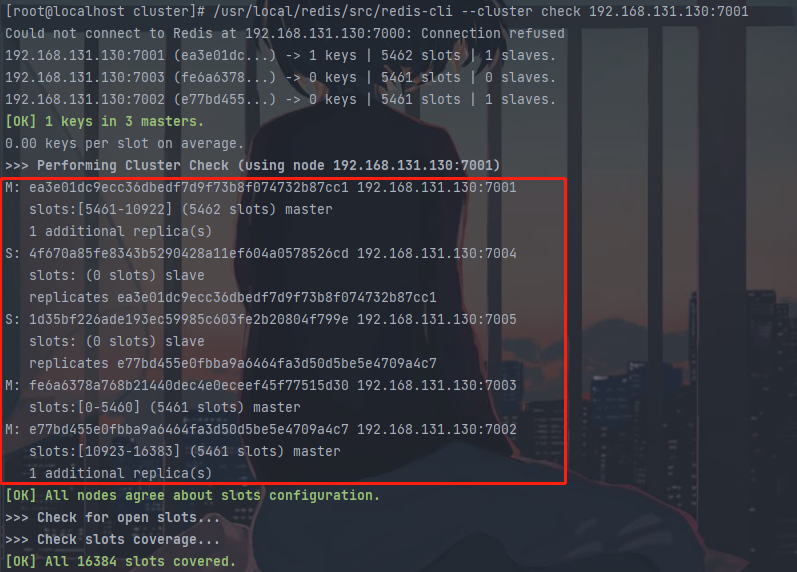 [root@localhost cluster]# /usr/local/redis/src/redis-cli --cluster check 192.168.131.130:7001
Could not connect to Redis at 192.168.131.130:7000: Connection refused
192.168.131.130:7001 (ea3e01dc...) -> 1 keys | 5462 slots | 1 slaves.
192.168.131.130:7003 (fe6a6378...) -> 0 keys | 5461 slots | 0 slaves.
192.168.131.130:7002 (e77bd455...) -> 0 keys | 5461 slots | 1 slaves.
[OK] 1 keys in 3 masters.
0.00 keys per slot on average.
>>> Performing Cluster Check (using node 192.168.131.130:7001)
M: ea3e01dc9ecc36dbedf7d9f73b8f074732b87cc1 192.168.131.130:7001
   slots:[5461-10922] (5462 slots) master
   1 additional replica(s)
S: 4f670a85fe8343b5290428a11ef604a0578526cd 192.168.131.130:7004
   slots: (0 slots) slave
   replicates ea3e01dc9ecc36dbedf7d9f73b8f074732b87cc1
S: 1d35bf226ade193ec59985c603fe2b20804f799e 192.168.131.130:7005
   slots: (0 slots) slave
   replicates e77bd455e0fbba9a6464fa3d50d5be5e4709a4c7
M: fe6a6378a768b21440dec4e0eceef45f77515d30 192.168.131.130:7003
   slots:[0-5460] (5461 slots) master
M: e77bd455e0fbba9a6464fa3d50d5be5e4709a4c7 192.168.131.130:7002
   slots:[10923-16383] (5461 slots) master
   1 additional replica(s)
[OK] All nodes agree about slots configuration.
>>> Check for open slots...
>>> Check slots coverage...
[OK] All 16384 slots covered.